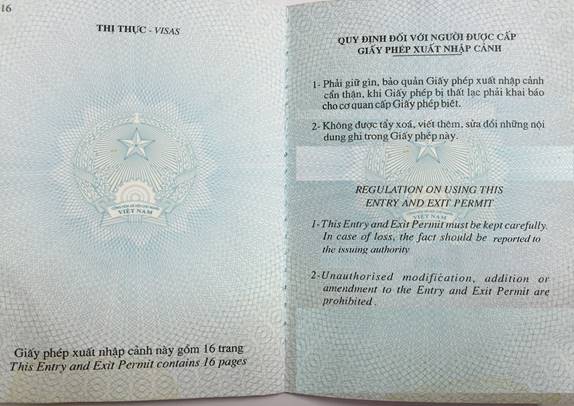 16
THỊ THỰC - VISAS
VIỆT NAM
Giấy phép xuất nhập cảnh này gồm 16 trang
This Entry and Exit Permit contains 16 pages
QUY ĐỊNH ĐỐI VỚI NGƯỜI ĐƯỢC CẤP
GIẤY PHÉP XUẤT NHẬP CẢNH
1- Phải giữ gìn, bảo quản Giấy phép xuất nhập cảnh
cẩn thận, khi Giấy phép bị thất lạc phải khai báo
cho cơ quan cấp Giấy phép biết.
2- Không được tẩy xoá, viết thêm, sửa đổi những nội
dung ghi trong Giấy phép này.
REGULATION ON USING THIS
ENTRY AND EXIT PERMIT
VIỆT NAM
1-This Entry and Exit Permit must be kept carefully.
In case of loss, the fact should be reported to
the issuing authority
2-Unauthorised modification, addition or
amendment to the Entry and Exit Permit are
prohibited.